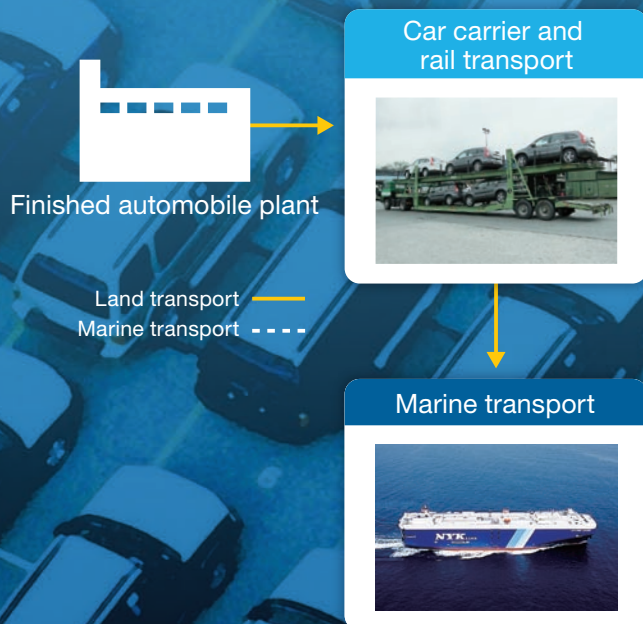 Car carrier and
rail transport
Finished automobile plant
Land transport
Marine transport
Marine transport
NYK